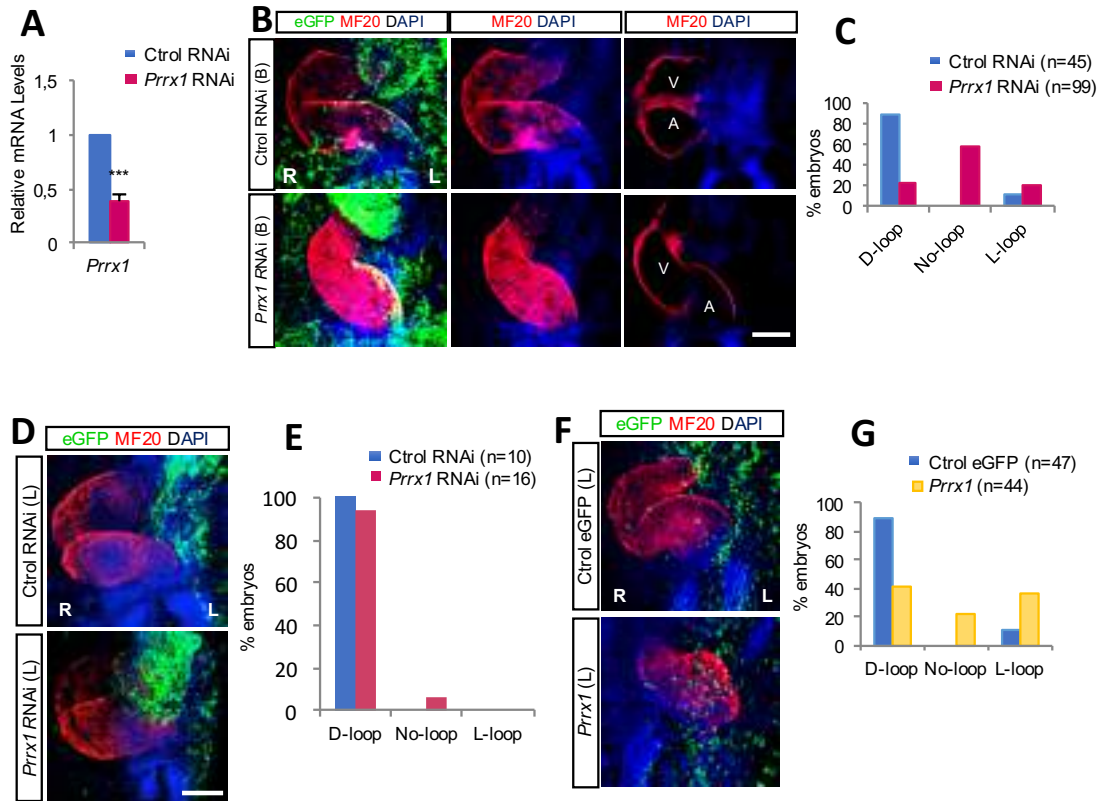 A
Ctrol RNAi
Prrx1 RNAi
Relative mRNA Levels
1,5
1
0,5
0
***
Prrx1
B
eGFP MF20 DAPI
MF20 DAPI
MF20 DAPI
Ctrol RNAi (B)
R
L
V
A
Prrx1 RNAi (B)
V
A
C
Ctrol RNAi (n=45)
Prrx1 RNAi (n=99)
% embryos
100
80
60
40
20
0
D-loop
No-loop
L-loop
D
eGFP MF20 DAPI
Ctrol RNAi (L)
R
L
Prrx1 RNAi (L)
E
Ctrol RNAi (n=10)
Prrx1 RNAi (n=16)
% embryos
100
80
60
40
20
0
D-loop No-loop L-loop
F
eGFP MF20 DAPI
Ctrol eGFP (L)
R
L
Prrx1 (L)
G
Ctrol eGFP (n=47)
Prrx1 (n=44)
% embryos
100
80
60
40
20
0
D-loop No-loop L-loop